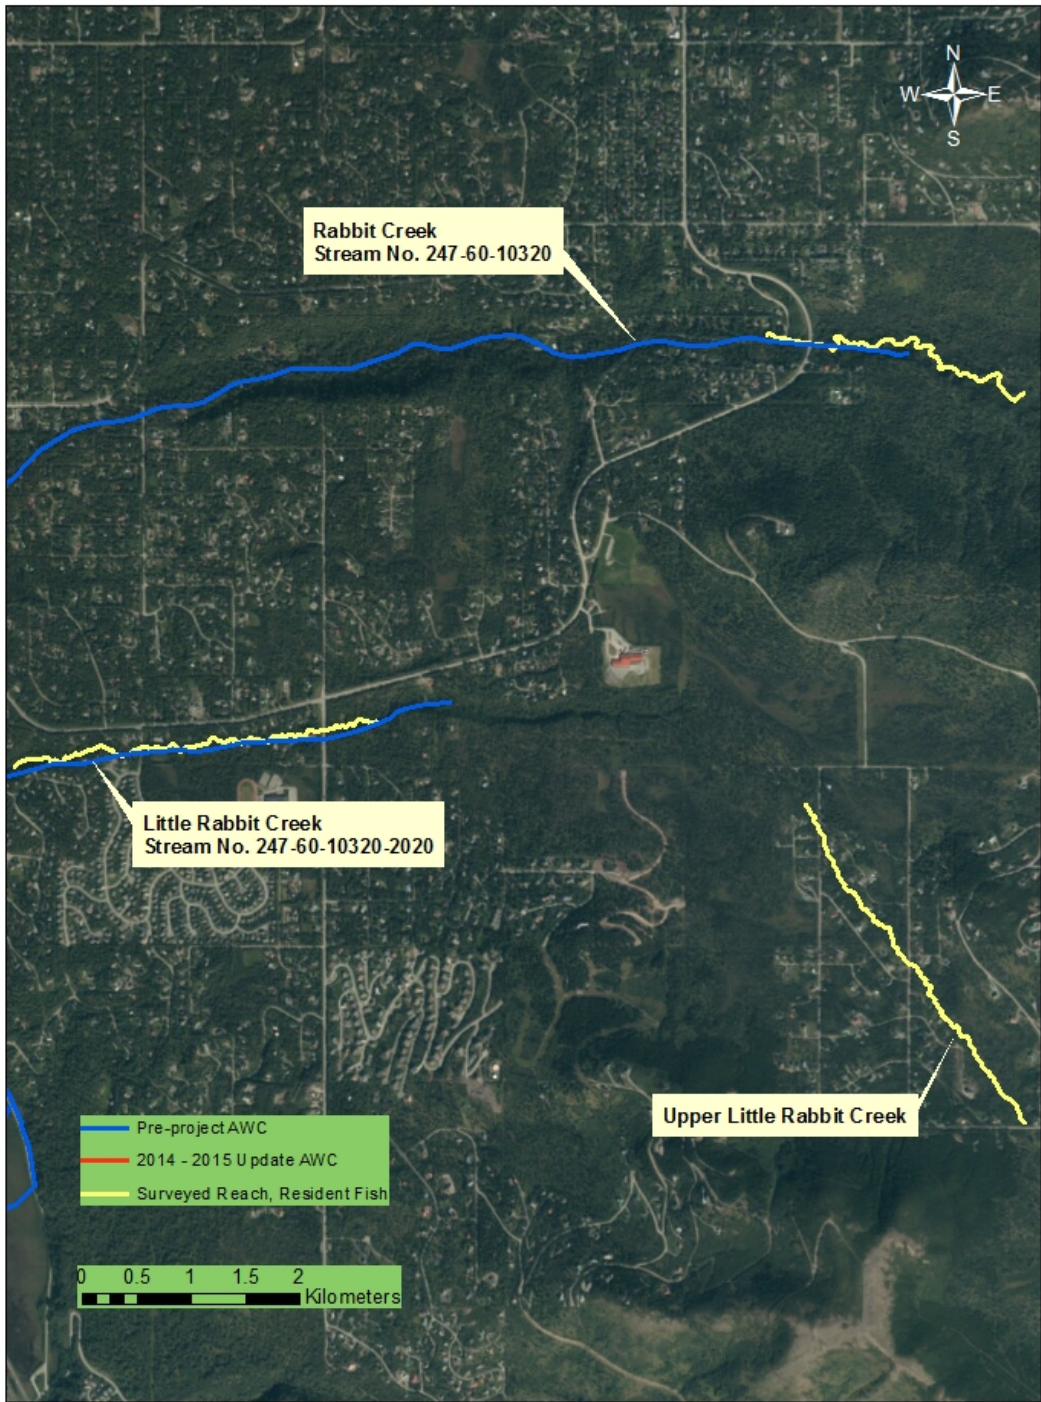 N
W E
S
Rabbit Creek
Stream No. 247-60-10320
Little Rabbit Creek
Stream No. 247-60-10320-2020
Upper Little Rabbit Creek
Pre-project AWC
2014 - 2015 Update AWC
Surveyed Reach, Resident Fish
0 0.5 1 1.5 2
Kilometers